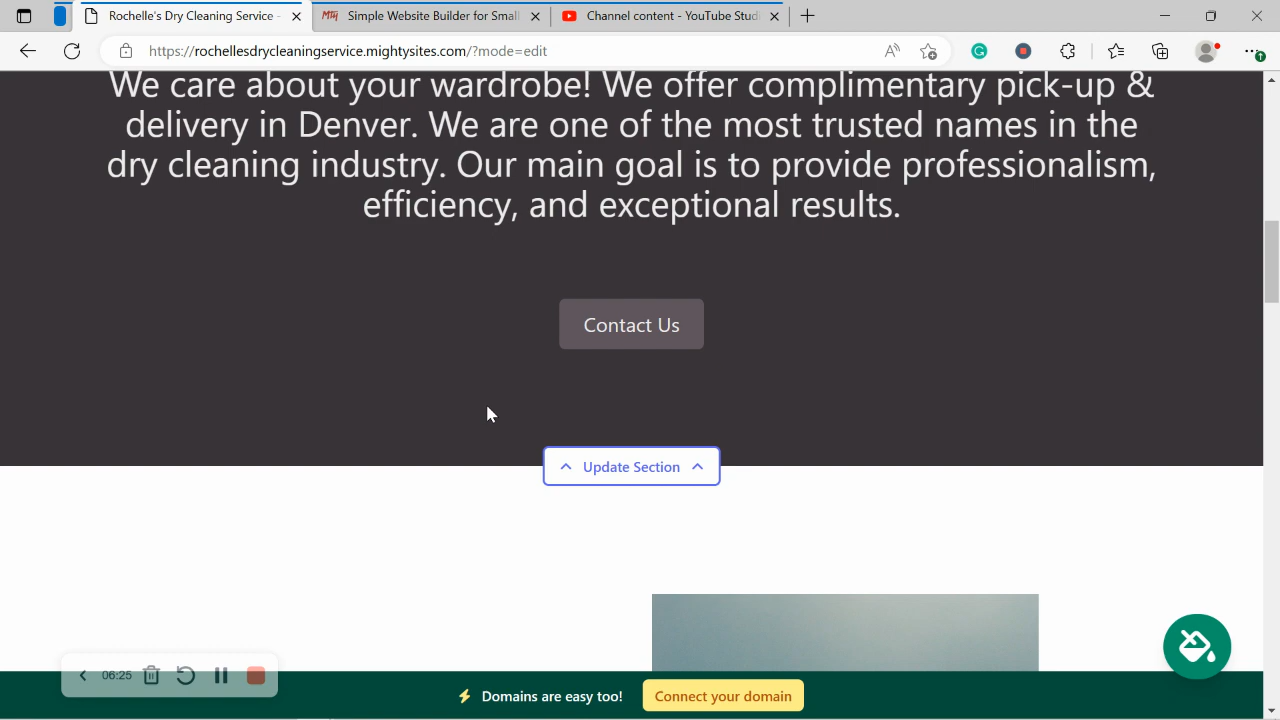 Rochelle's Dry Cleaning Service -
Simple Website Builder for Small
Channel content - YouTube Studi
https://rochellesdrycleaningservice.mightysites.com/?mode=edit
We care about your wardrobe! We offer complimentary pick-up &
delivery in Denver. We are one of the most trusted names in the
dry cleaning industry. Our main goal is to provide professionalism,
efficiency, and exceptional results.
Contact Us
Update Section
06:25
Domains are easy too!
Connect your domain